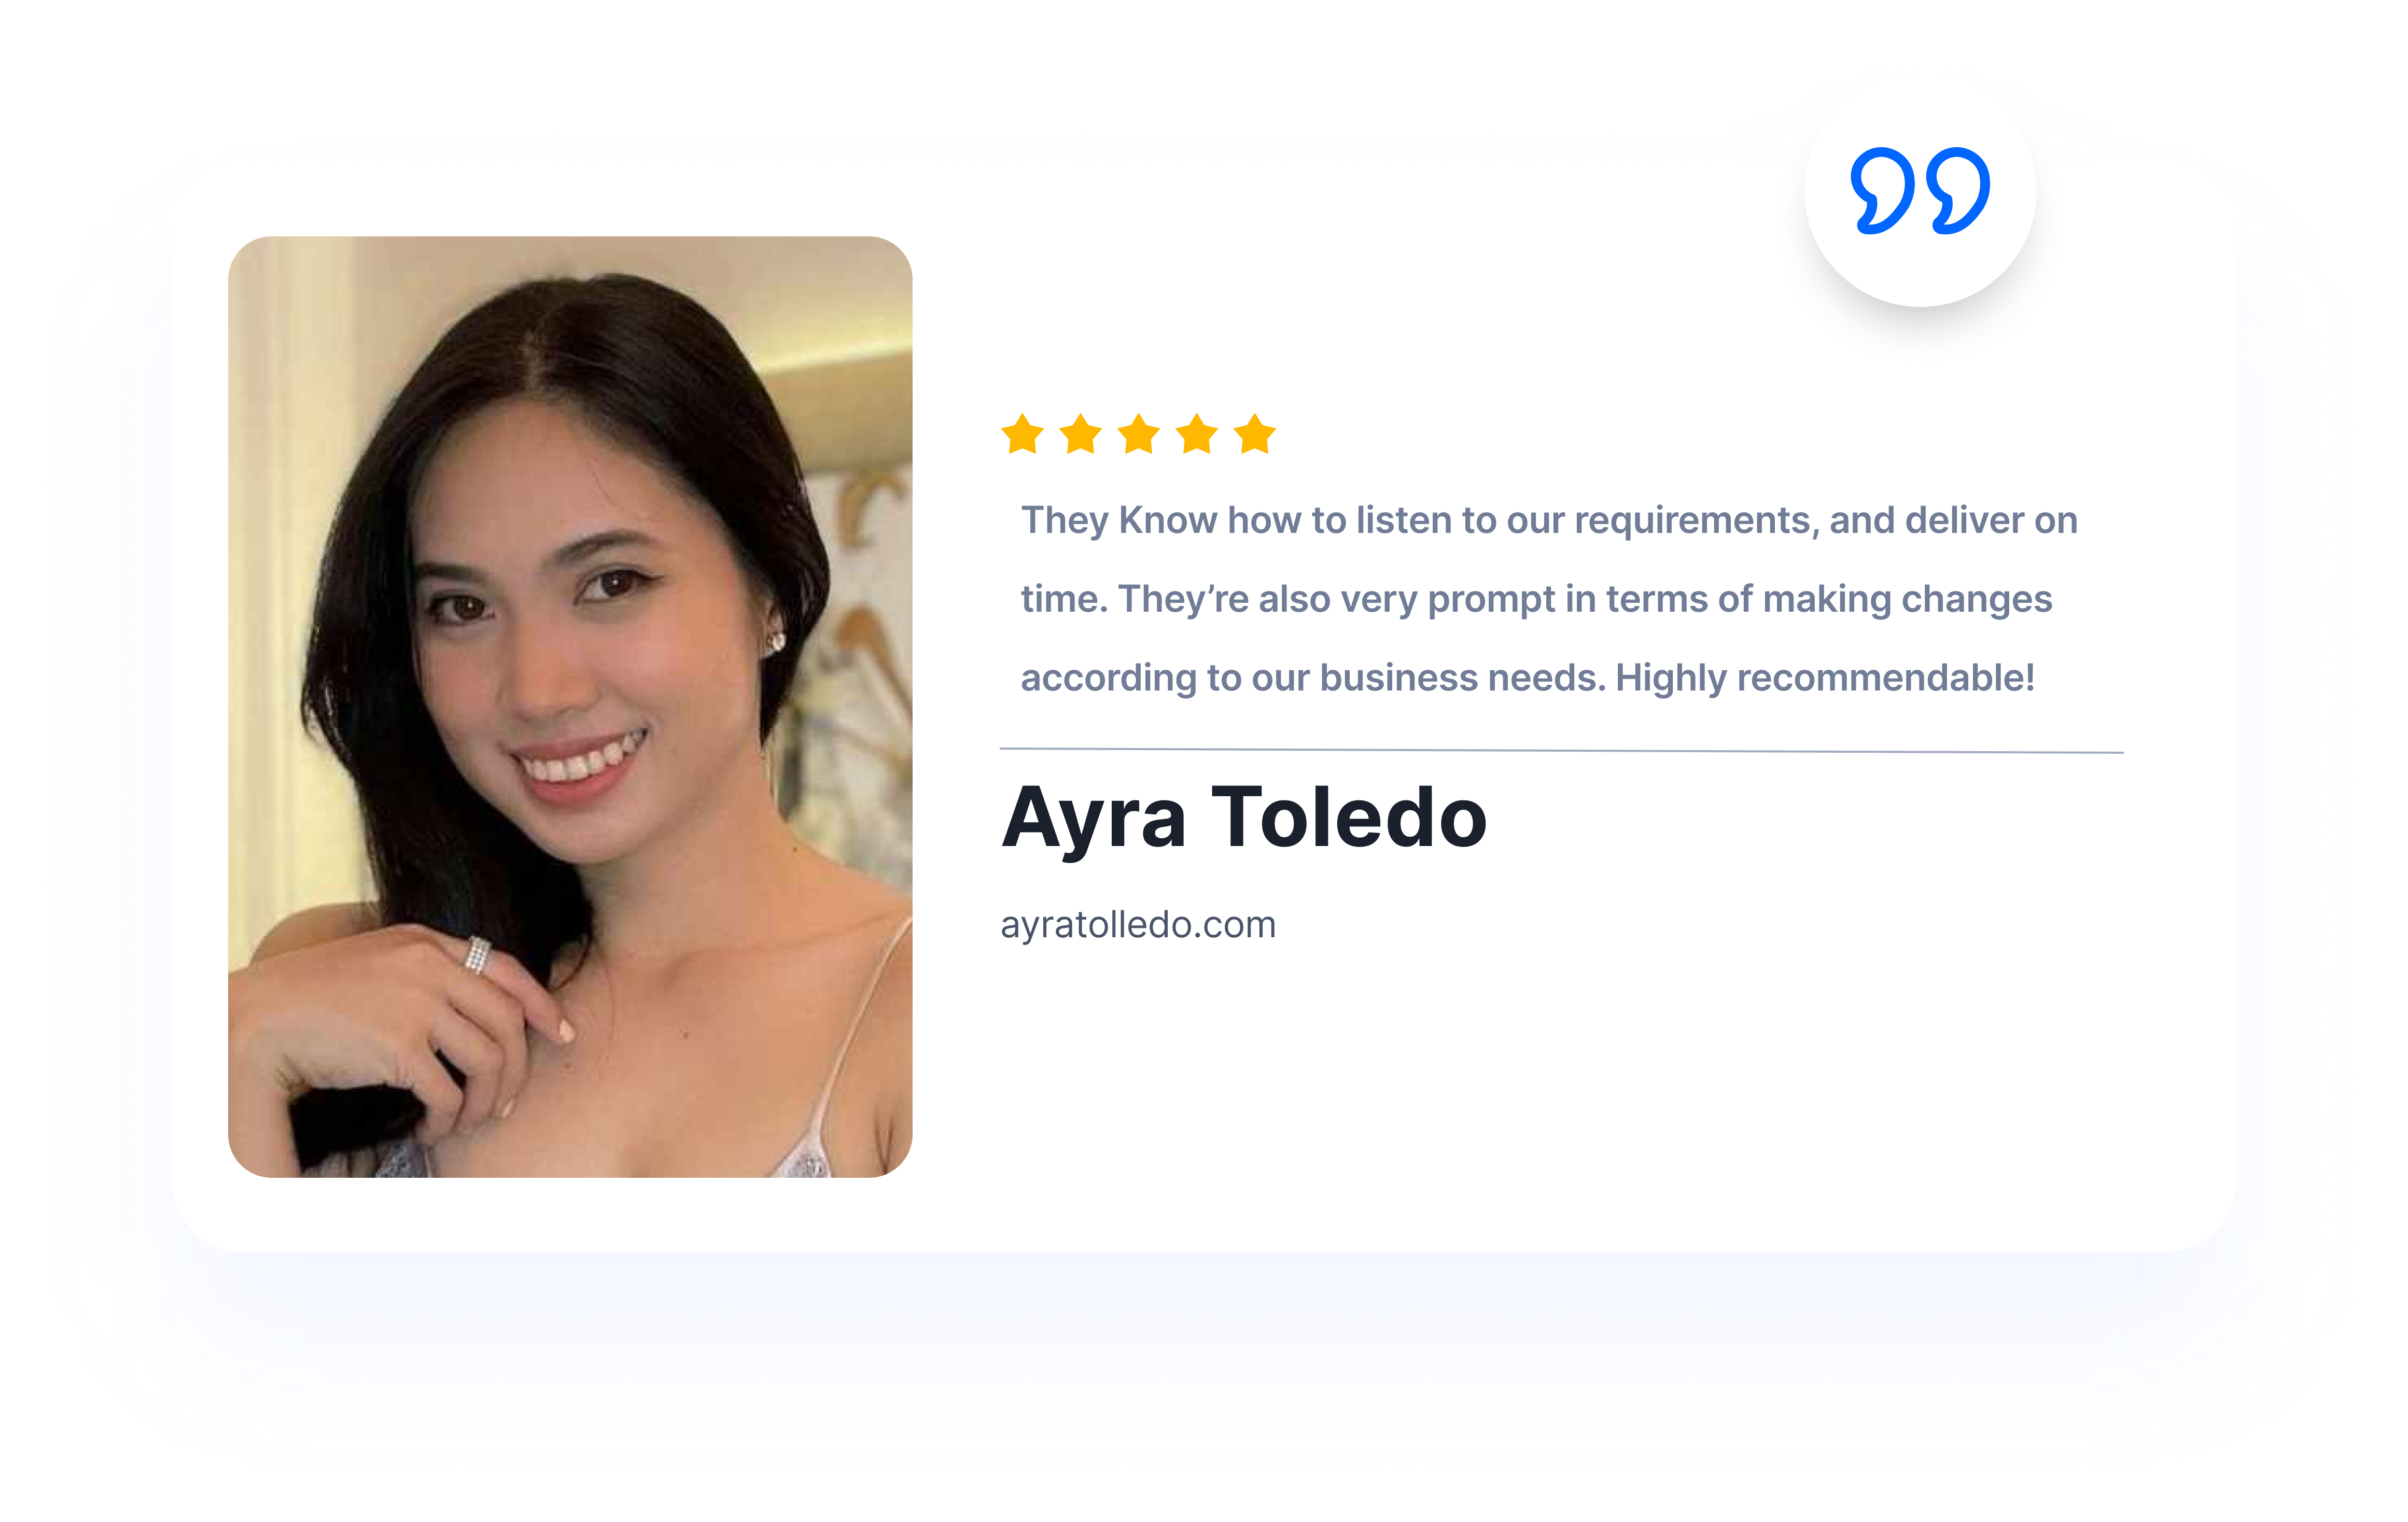 They Know how to listen to our requirements, and deliver on
time. They’re also very prompt in terms of making changes
according to our business needs. Highly recommendable!
Ayra Toledo
ayratolledo.com